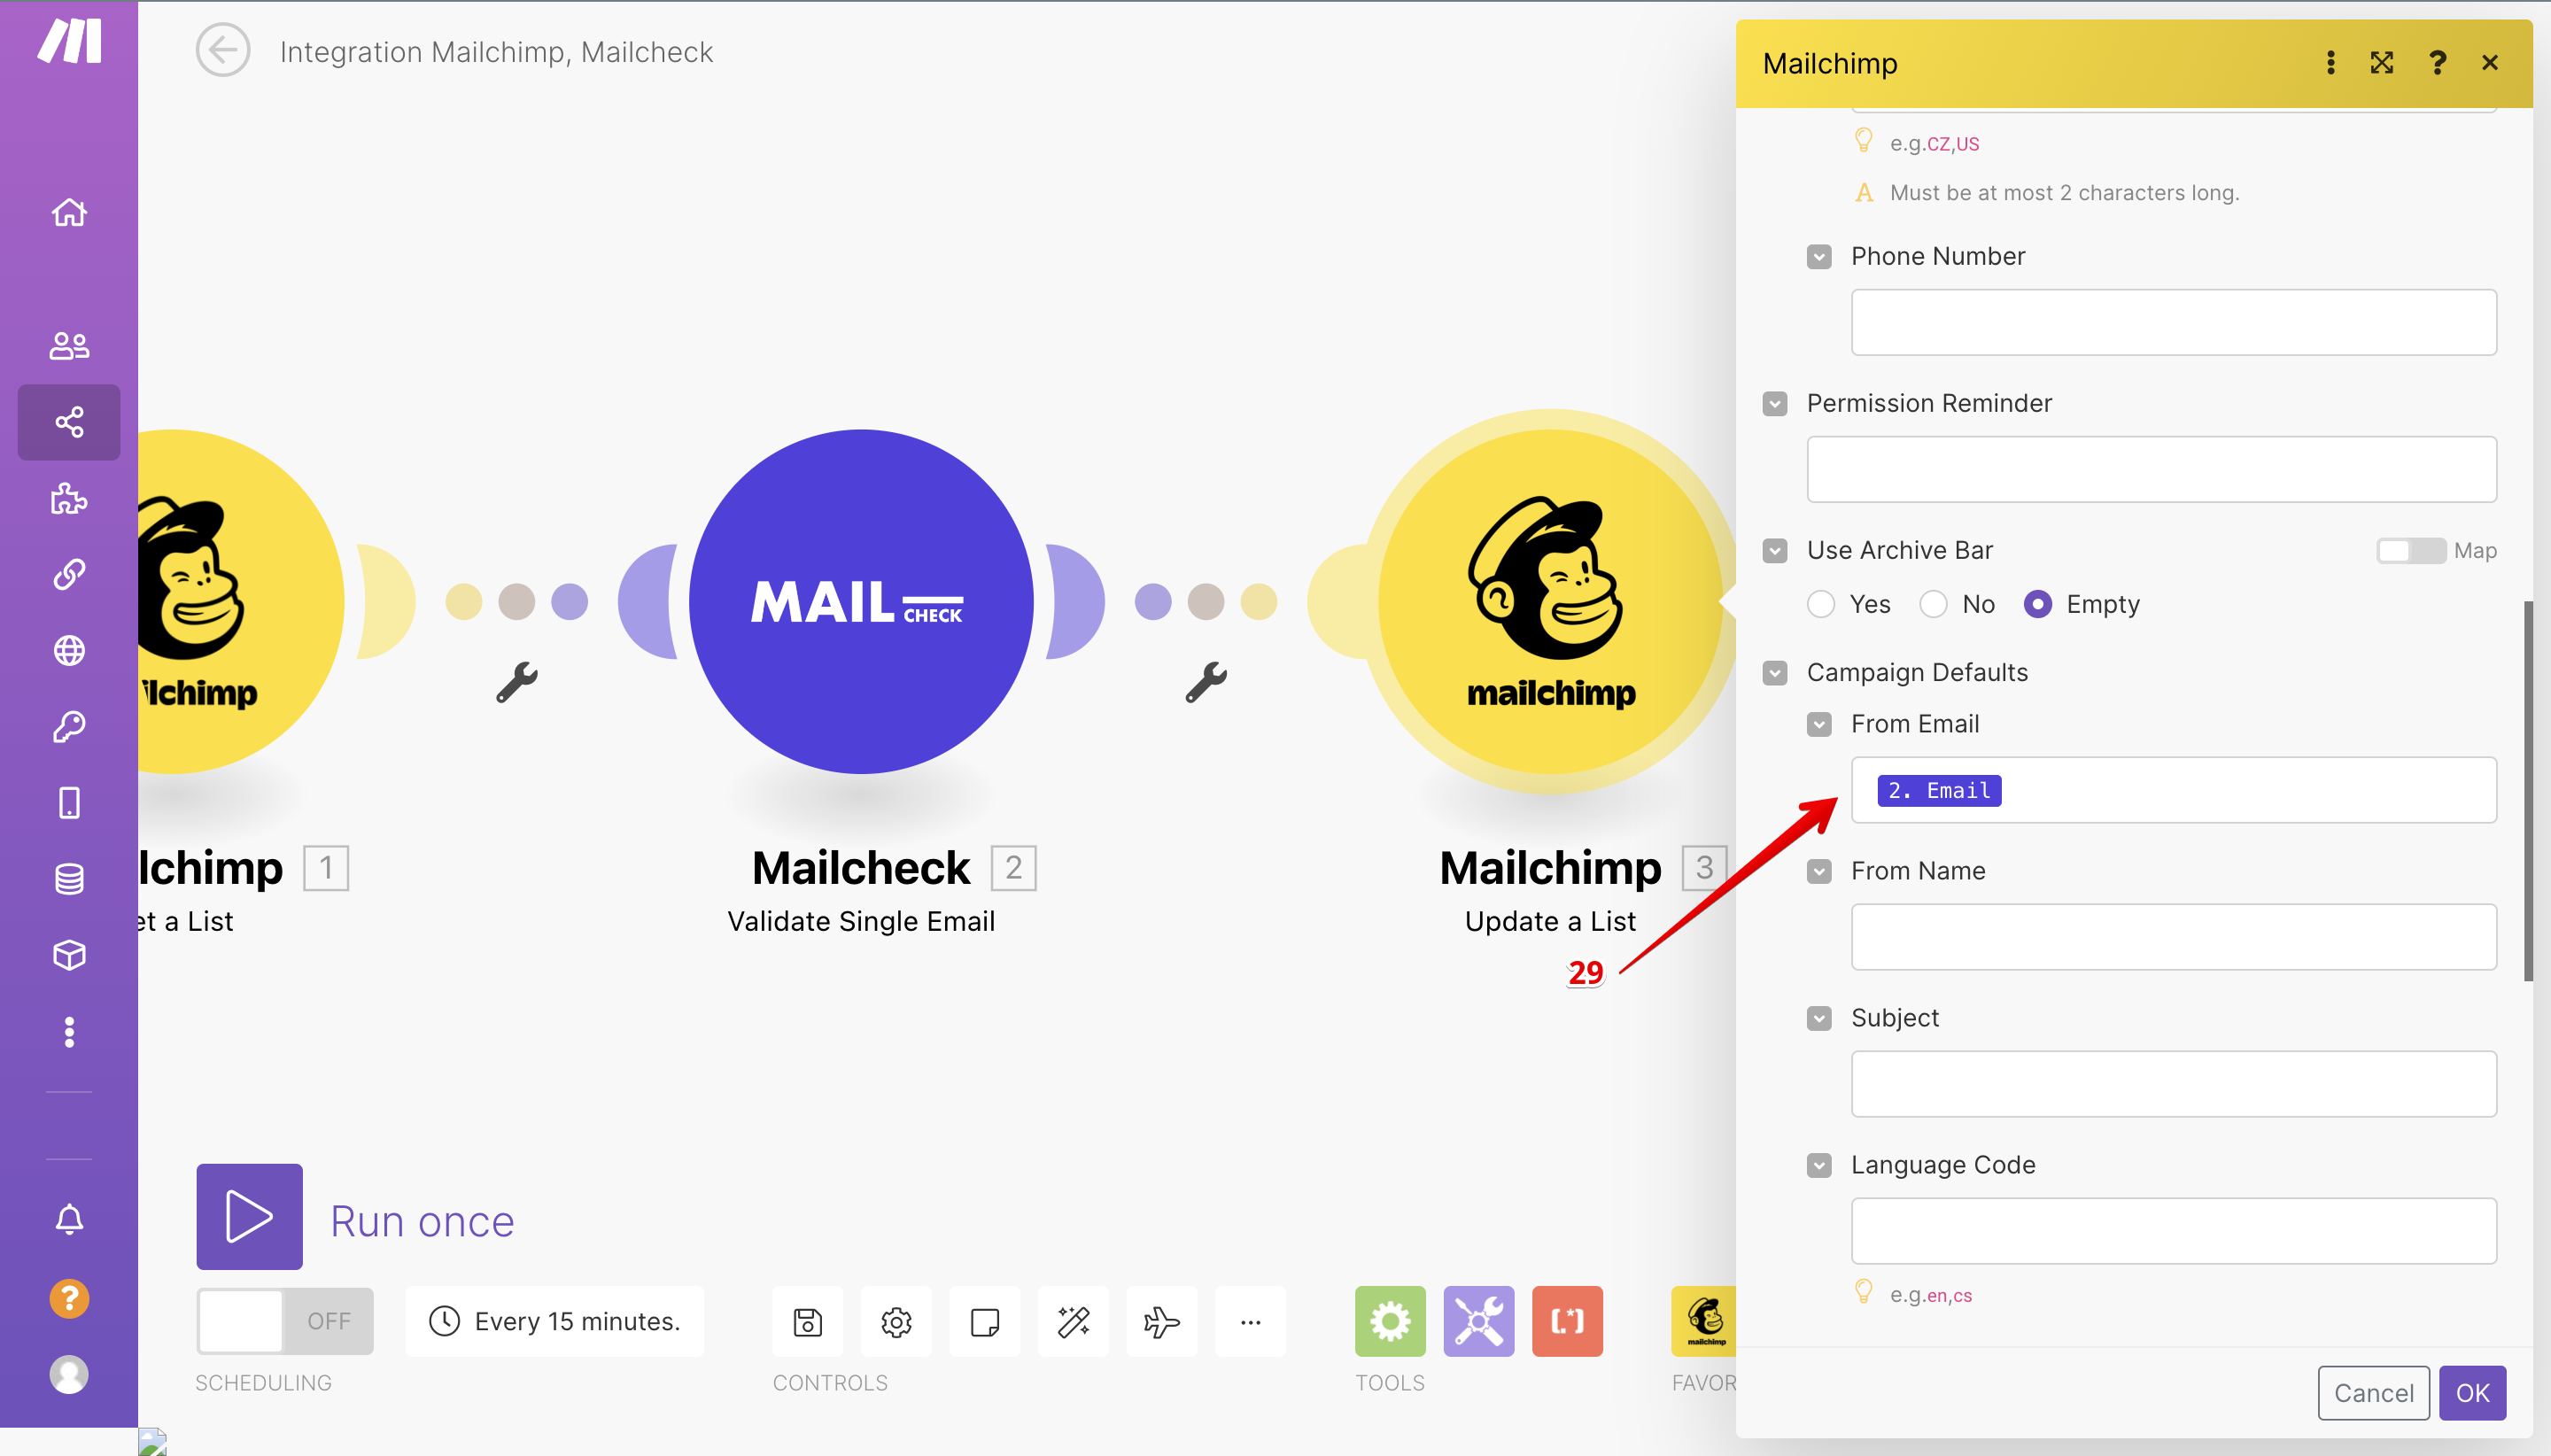 Integration Mailchimp, Mailcheck
Mailchimp
e.g.CZ,US
Must be at most 2 characters long.
Phone Number
Permission Reminder
Use Archive Bar
Map
Yes
No
Empty
Campaign Defaults
From Email
2. Email
From Name
Subject
Language Code
e.g.en,cs
Cancel
OK
ilchimp
MAIL CHECK
mailchimp
lchimp 1
et a List
Mailcheck 2
Validate Single Email
Mailchimp 3
Update a List
29
Run once
OFF
Every 15 minutes.
SCHEDULING
CONTROLS
TOOLS
mailchimp
FAVOR